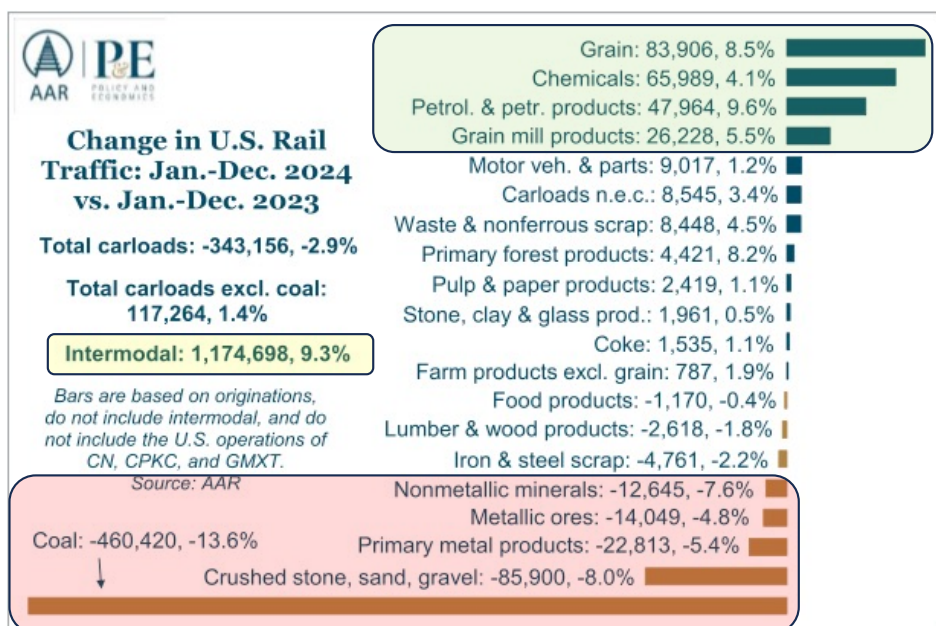 AAR
P&E
POLICY AND
ECONOMICS
Change in U.S. Rail
Traffic: Jan.-Dec. 2024
vs. Jan.-Dec. 2023
Total carloads: -343,156, -2.9%
Total carloads excl. coal:
117,264, 1.4%
Intermodal: 1,174,698, 9.3%
Bars are based on originations,
do not include intermodal, and do
not include the U.S. operations of
CN, CPKC, and GMXT.
Source: AAR
Grain: 83,906, 8.5%
Chemicals: 65,989, 4.1%
Petrol. & petr. products: 47,964, 9.6%
Grain mill products: 26,228, 5.5%
Motor veh. & parts: 9,017, 1.2%
Carloads n.e.c.: 8,545, 3.4%
Waste & nonferrous scrap: 8,448, 4.5%
Primary forest products: 4,421, 8.2%
Pulp & paper products: 2,419, 1.1%
Stone, clay & glass prod.: 1,961, 0.5%
Coke: 1,535, 1.1%
Farm products excl. grain: 787, 1.9%
Food products: -1,170, -0.4%
Lumber & wood products: -2,618, -1.8%
Iron & steel scrap: -4,761, -2.2%
Nonmetallic minerals: -12,645, -7.6%
Metallic ores: -14,049, -4.8%
Primary metal products: -22,813, -5.4%
Crushed stone, sand, gravel: -85,900, -8.0%
Coal: -460,420, -13.6%